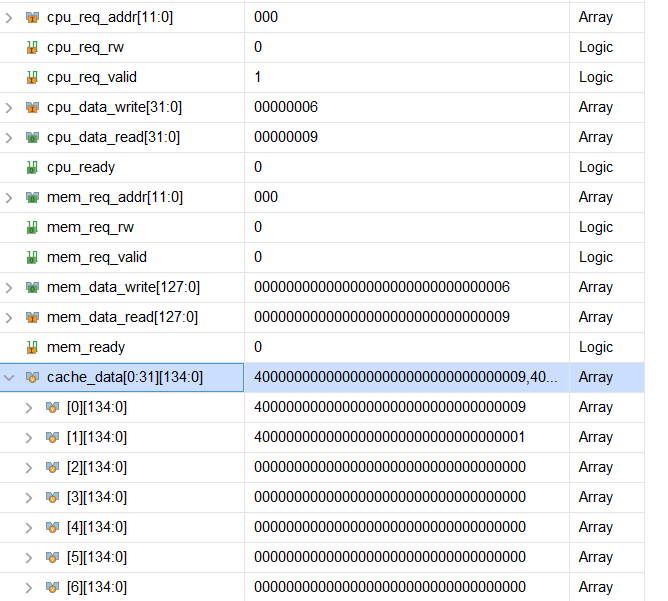 cpu_req_addr[11:0] 000 Array
cpu_req_rw 0 Logic
cpu_req_valid 1 Logic
cpu_data_write[31:0] 00000006 Array
cpu_data_read[31:0] 00000009 Array
cpu_ready 0 Logic
mem_req_addr[11:0] 000 Array
mem_req_rw 0 Logic
mem_req_valid 0 Logic
mem_data_write[127:0] 00000000000000000000000000000006 Array
mem_data_read[127:0] 00000000000000000000000000000009 Array
mem_ready 0 Logic
cache_data[0:31][134:0] 4000000000000000000000000000000009,40... Array
[0][134:0] 4000000000000000000000000000000009 Array
[1][134:0] 4000000000000000000000000000000001 Array
[2][134:0] 0000000000000000000000000000000000 Array
[3][134:0] 0000000000000000000000000000000000 Array
[4][134:0] 0000000000000000000000000000000000 Array
[5][134:0] 0000000000000000000000000000000000 Array
[6][134:0] 0000000000000000000000000000000000 Array